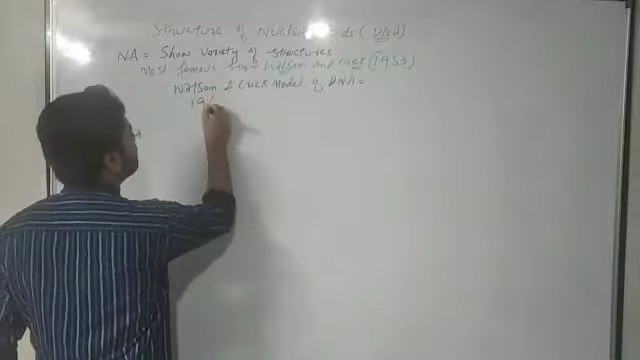 Structure of Nucleic Acids (DNA)
NA = Show Variety of structures
Most famous Watson and Crick (1953)
Watson & Crick Model of DNA =
19